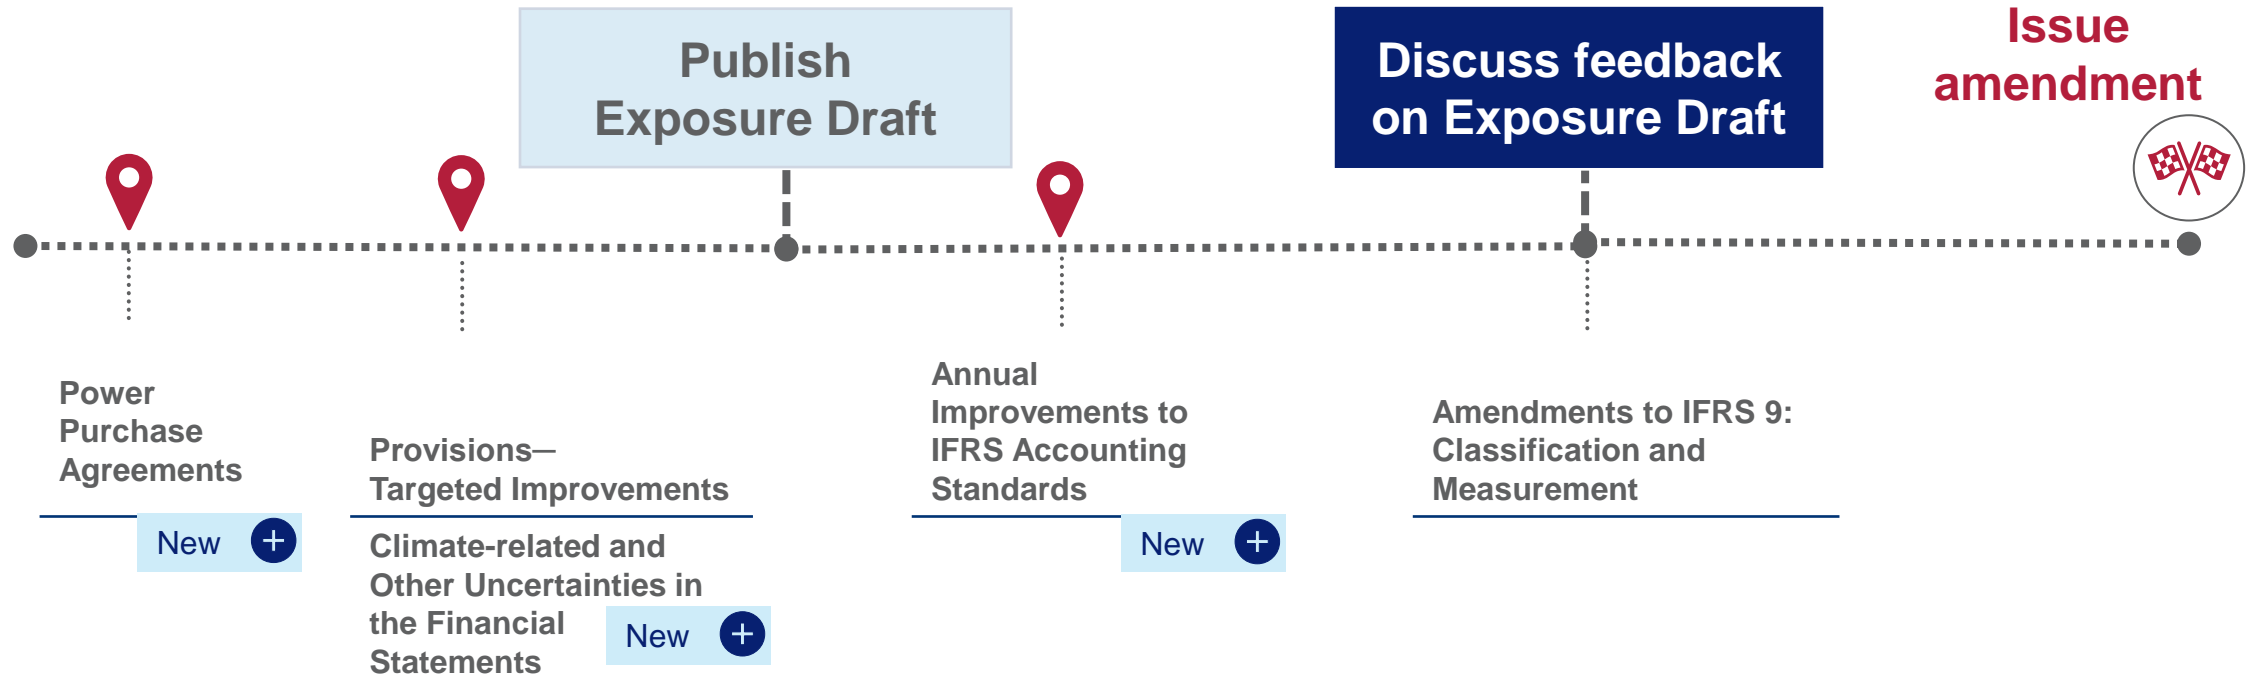 Publish
Exposure Draft
Discuss feedback
on Exposure Draft
Issue
amendment
Power
Purchase
Agreements
New
Provisions—
Targeted Improvements
Climate-related and
Other Uncertainties in
the Financial
Statements
New
Annual
Improvements to
IFRS Accounting
Standards
New
Amendments to IFRS 9:
Classification and
Measurement